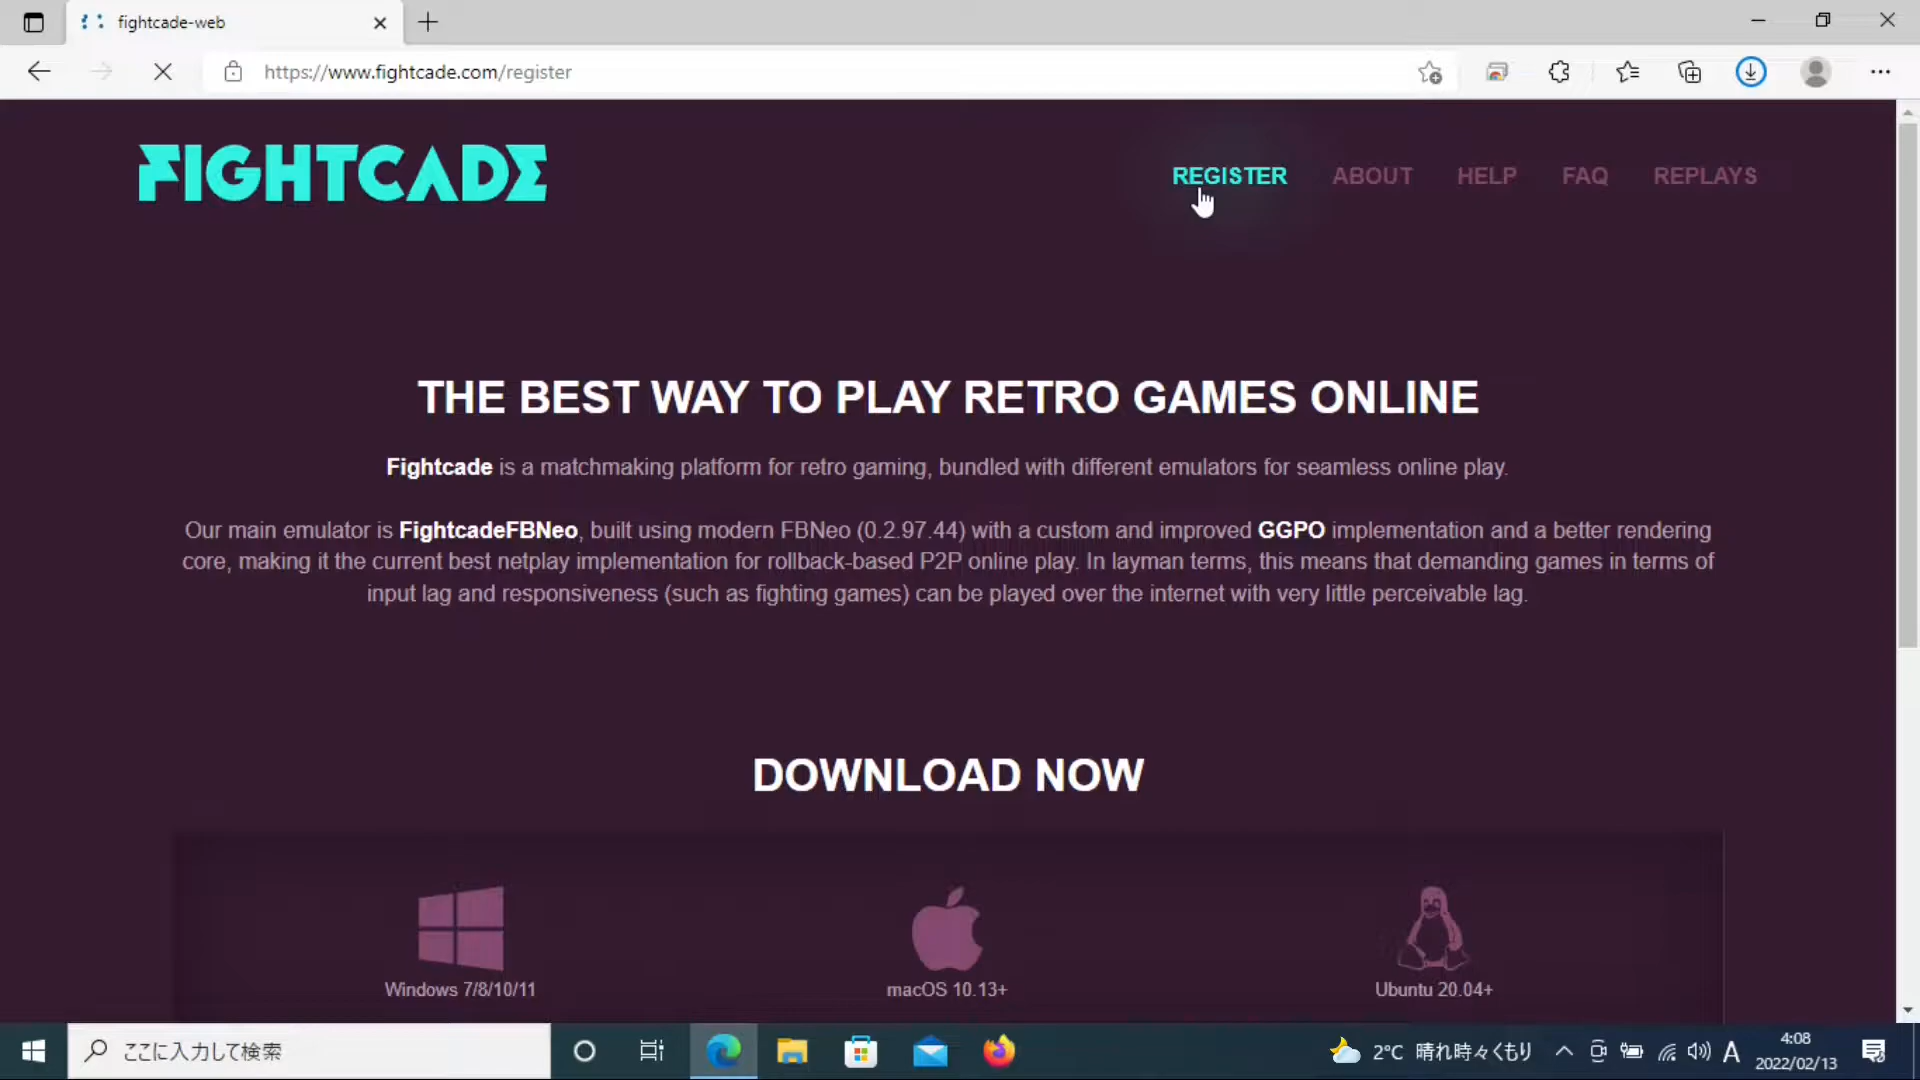 fightcade-web
https://www.fightcade.com/register
FIGHTCADE
REGISTER ABOUT HELP FAQ REPLAYS
THE BEST WAY TO PLAY RETRO GAMES ONLINE
Fightcade is a matchmaking platform for retro gaming, bundled with different emulators for seamless online play.
Our main emulator is FightcadeFBNeo, built using modern FBNeo (0.2.97.44) with a custom and improved GGPO implementation and a better rendering
core, making it the current best netplay implementation for rollback-based P2P online play. In layman terms, this means that demanding games in terms of
input lag and responsiveness (such as fighting games) can be played over the internet with very little perceivable lag.
DOWNLOAD NOW
Windows 7/8/10/11 macOS 10.13+ Ubuntu 20.04+
ここに入力して検索
2°C 晴れ時々くもり
A
4:08
2022/02/13